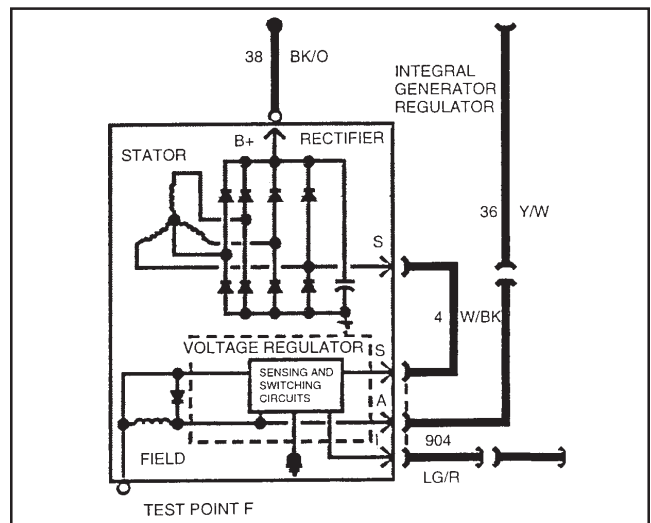 38 BK/O
INTEGRAL
GENERATOR
REGULATOR
B+ RECTIFIER
STATOR
36 Y/W
S
4 W/BK
VOLTAGE REGULATOR
S
SENSING AND
SWITCHING
CIRCUITS
A
904
I
FIELD
LG/R
TEST POINT F